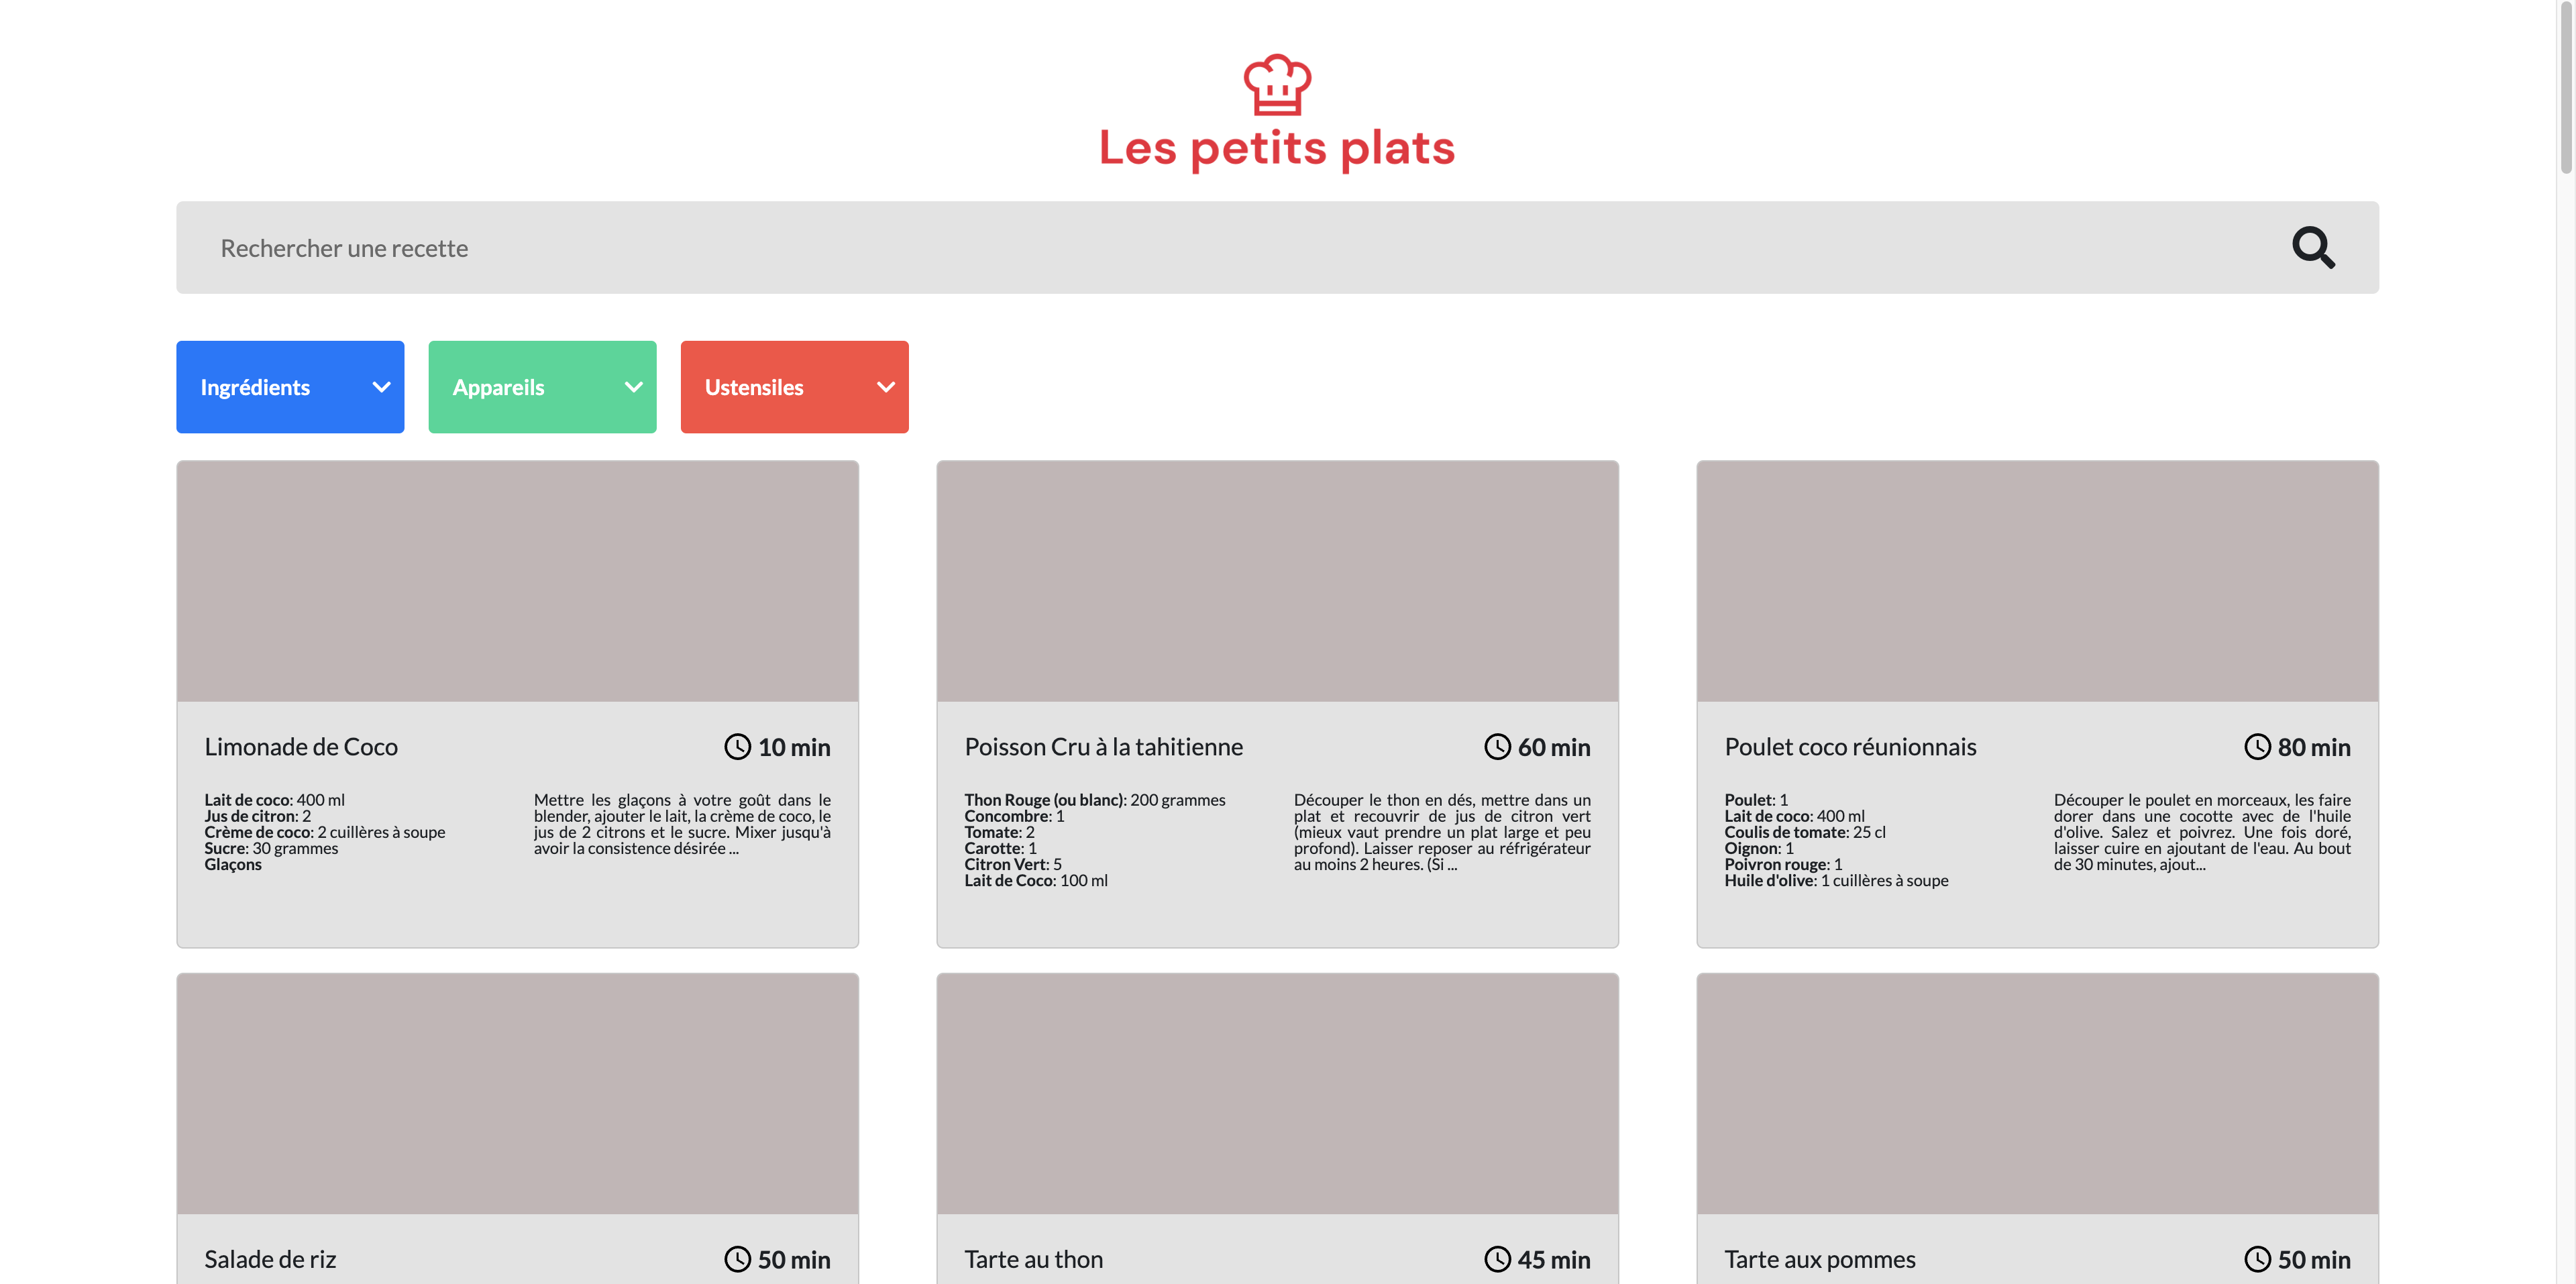 Les petits plats
Rechercher une recette
Ingrédients
Appareils
Ustensiles
Limonade de Coco
10 min
Lait de coco: 400 ml
Jus de citron: 2
Crème de coco: 2 cuillères à soupe
Sucre: 30 grammes
Glaçons
Mettre les glaçons à votre goût dans le
blender, ajouter le lait, la crème de coco, le
jus de 2 citrons et le sucre. Mixer jusqu'à
avoir la consistence désirée ...
Poisson Cru à la tahitienne
60 min
Thon Rouge (ou blanc): 200 grammes
Concombre: 1
Tomate: 2
Carotte: 1
Citron Vert: 5
Lait de Coco: 100 ml
Découper le thon en dés, mettre dans un
plat et recouvrir de jus de citron vert
(mieux vaut prendre un plat large et peu
profond). Laisser reposer au réfrigérateur
au moins 2 heures. (Si ...
Poulet coco réunionnais
80 min
Poulet: 1
Lait de coco: 400 ml
Coulis de tomate: 25 cl
Oignon: 1
Poivron rouge: 1
Huile d'olive: 1 cuillères à soupe
Découper le poulet en morceaux, les faire
dorer dans une cocotte avec de l'huile
d'olive. Salez et poivrez. Une fois doré,
laisser cuire en ajoutant de l'eau. Au bout
de 30 minutes, ajout...
Salade de riz
50 min
Tarte au thon
45 min
Tarte aux pommes
50 min